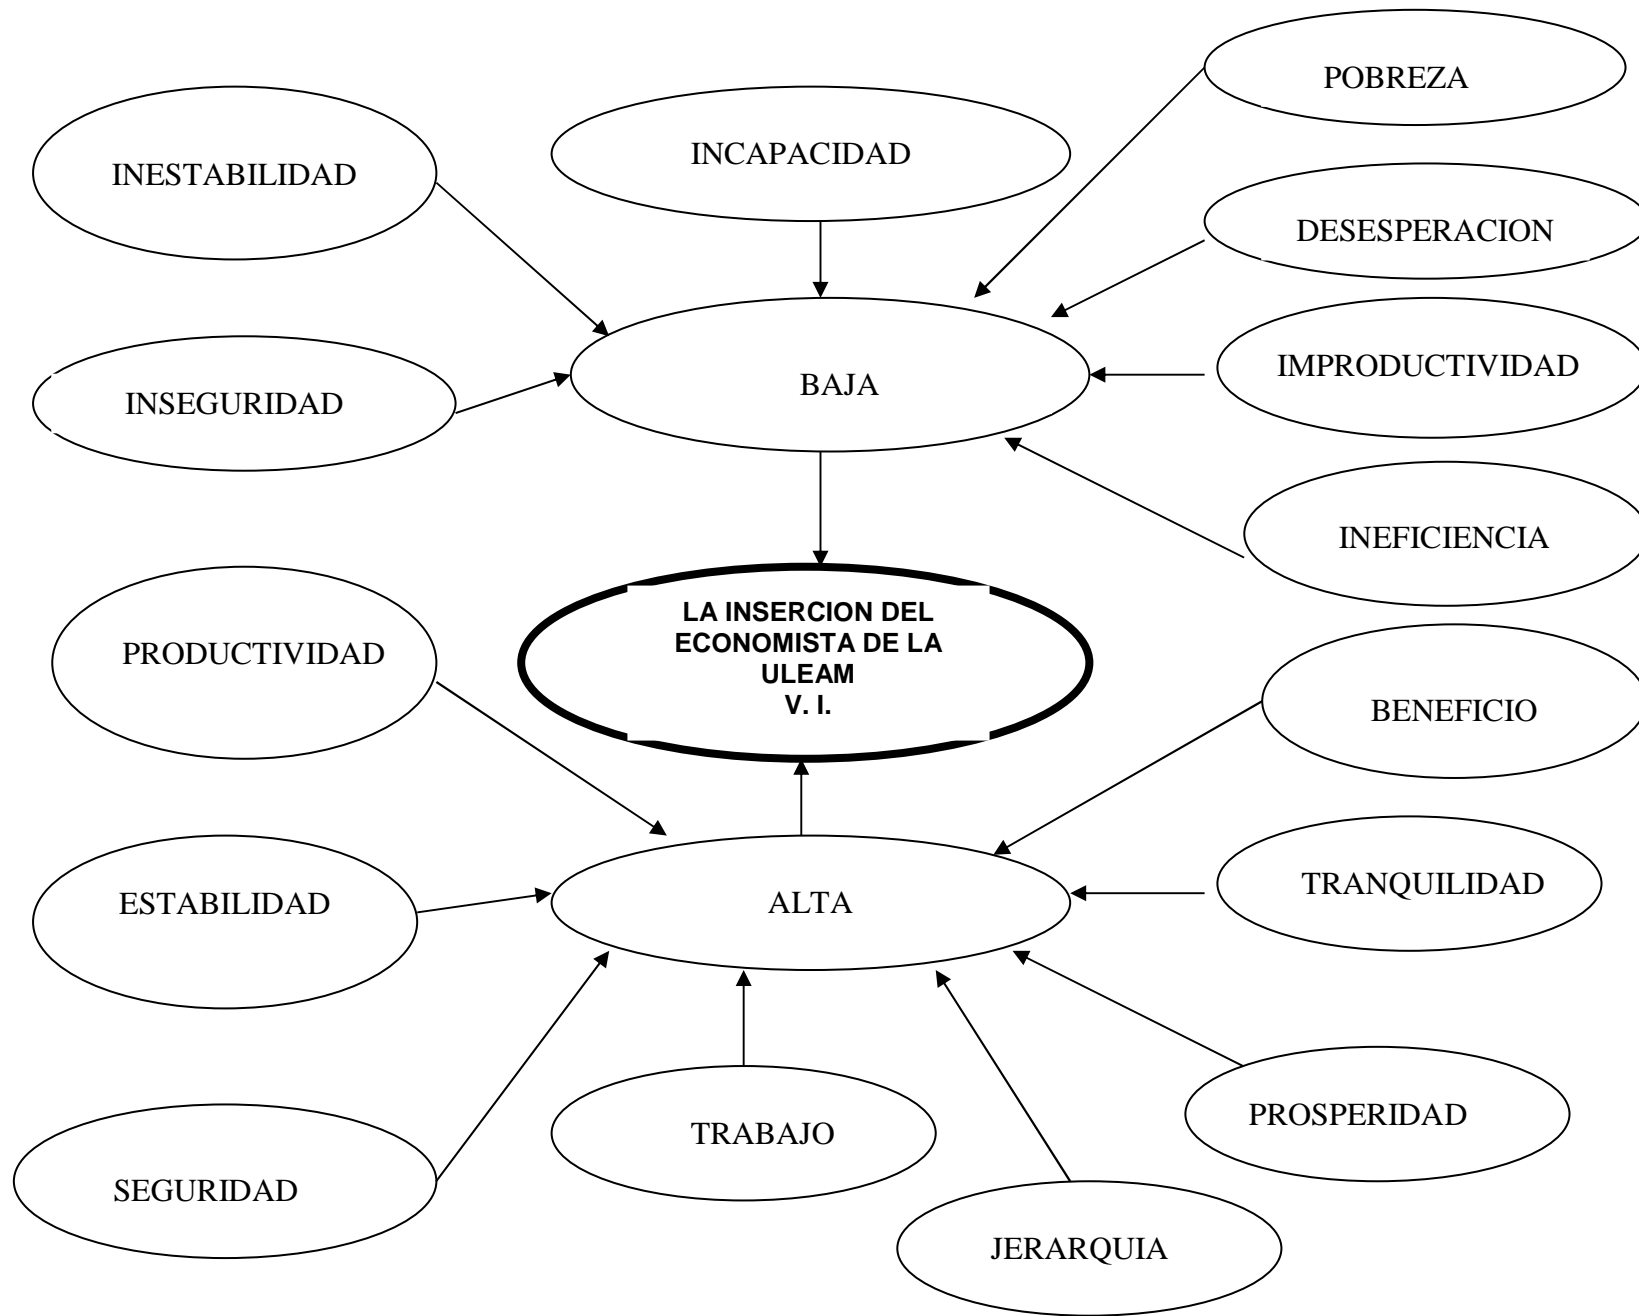 POBREZA
INCAPACIDAD
INESTABILIDAD
DESESPERACION
IMPRODUCTIVIDAD
BAJA
INSEGURIDAD
INEFICIENCIA
LA INSERCION DEL
ECONOMISTA DE LA
ULEAM
V. I.
PRODUCTIVIDAD
BENEFICIO
TRANQUILIDAD
ESTABILIDAD
ALTA
PROSPERIDAD
TRABAJO
SEGURIDAD
JERARQUIA